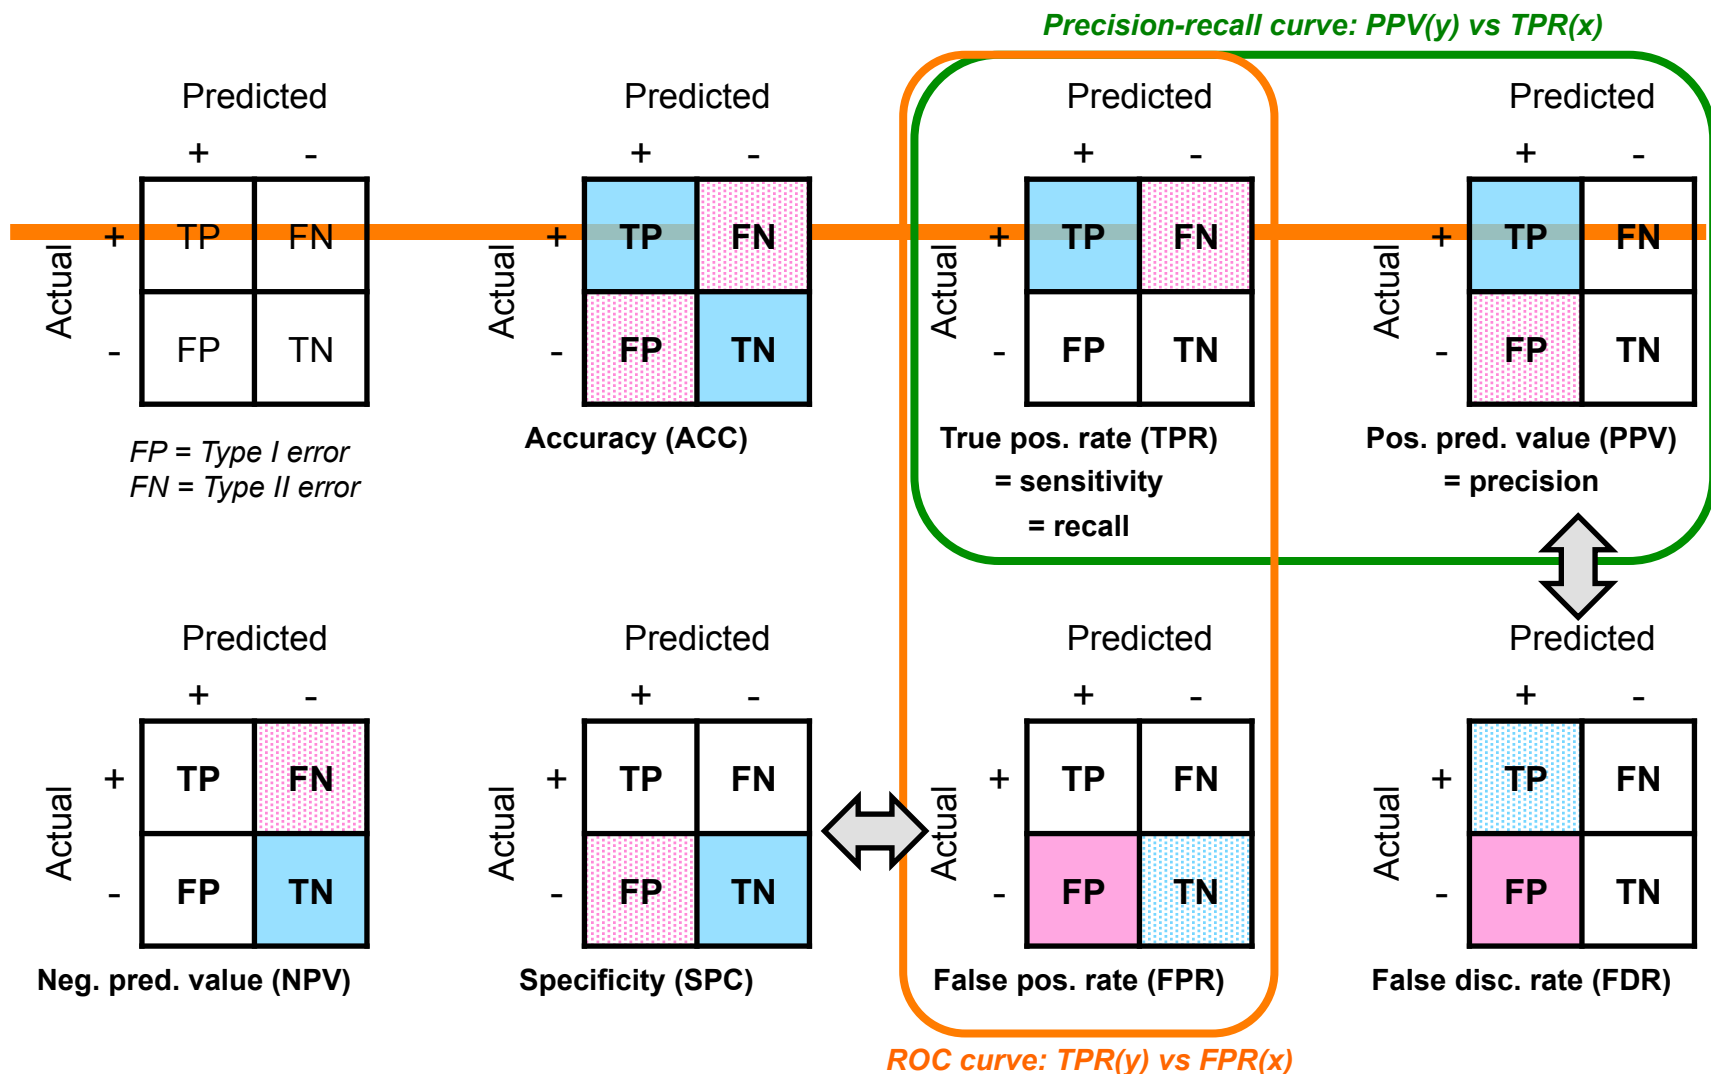 Precision-recall curve: PPV(y) vs TPR(x)
Predicted Predicted Predicted Predicted
+ - + - + - + -
Actual + TP FN Actual + TP FN Actual + TP FN Actual + TP FN
- FP TN - FP TN - FP TN - FP TN
FP = Type I error
FN = Type II error
Accuracy (ACC)
True pos. rate (TPR)
= sensitivity
= recall
Pos. pred. value (PPV)
= precision
Predicted Predicted Predicted Predicted
+ - + - + - + -
Actual + TP FN Actual + TP FN Actual + TP FN Actual + TP FN
- FP TN - FP TN - FP TN - FP TN
Neg. pred. value (NPV) Specificity (SPC) False pos. rate (FPR) False disc. rate (FDR)
ROC curve: TPR(y) vs FPR(x)